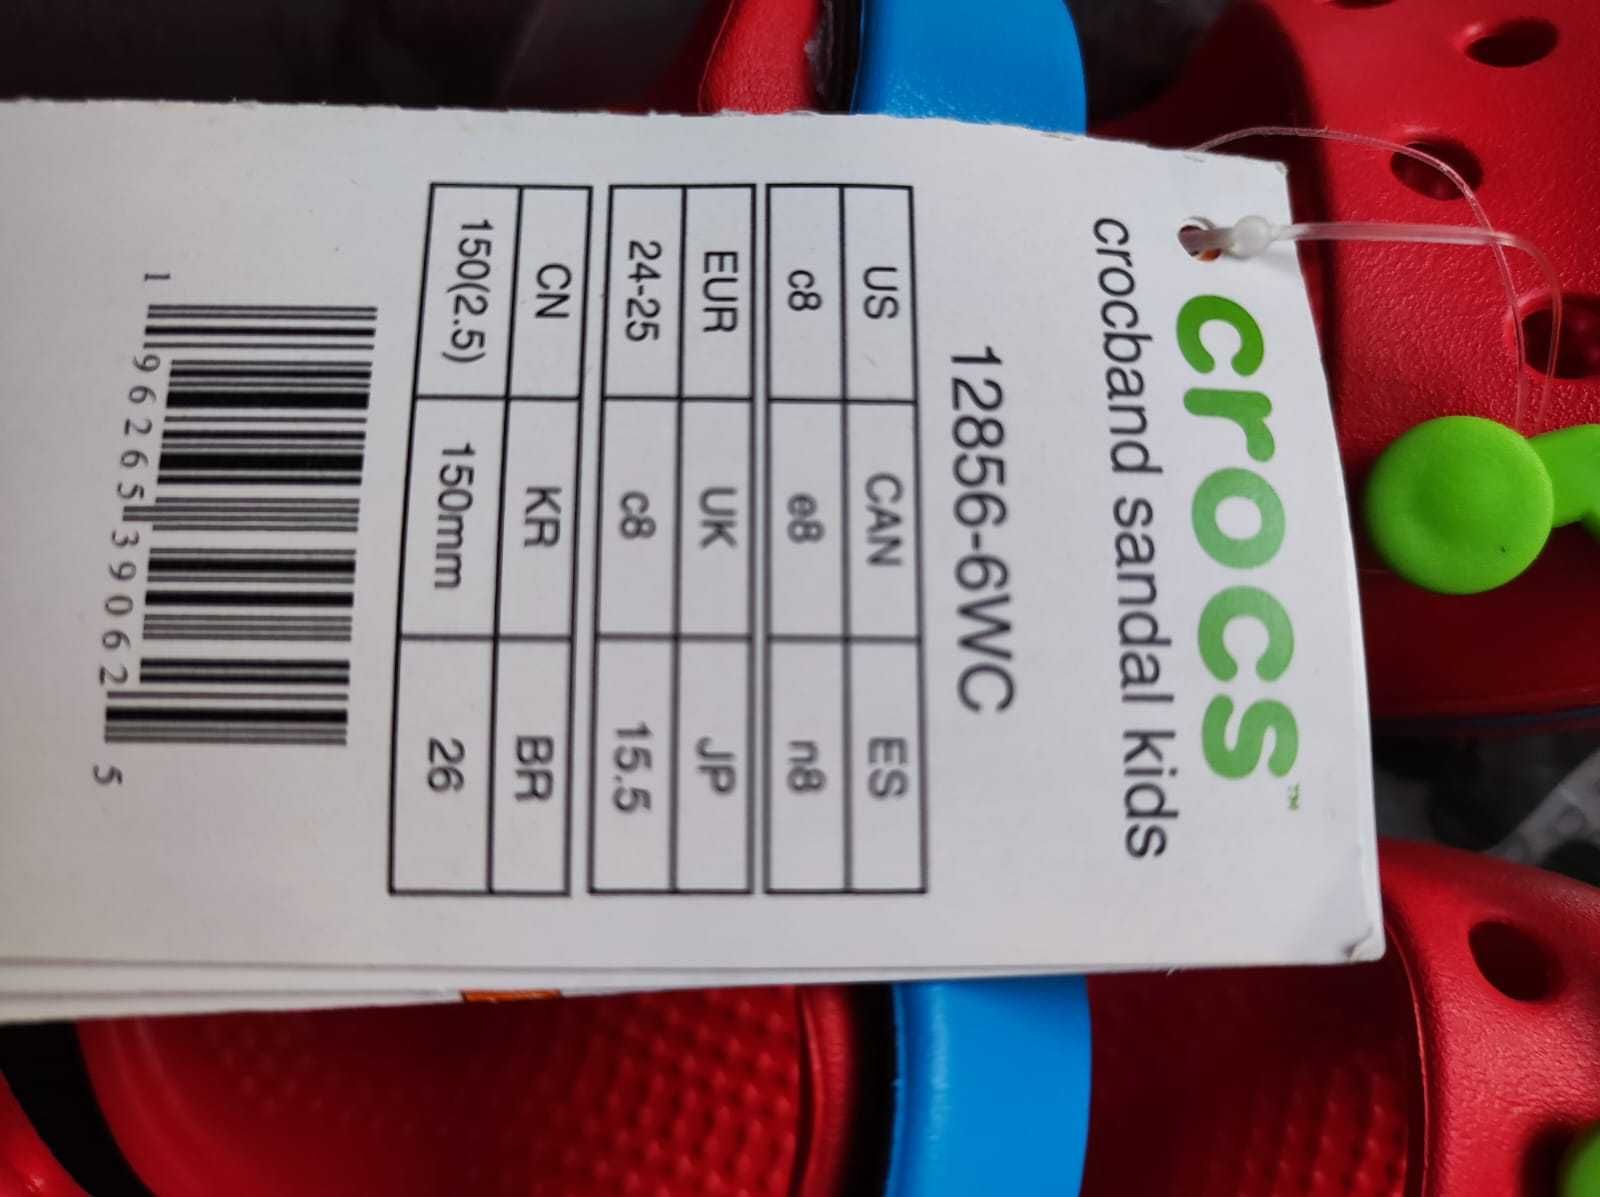 crocs™
crocband sandal kids
12856-6WC
US CAN ES
c8 e8 n8
EUR UK JP
24-25 c8 15.5
CN KR BR
150(2.5) 150mm 26
1 96265 39062 5